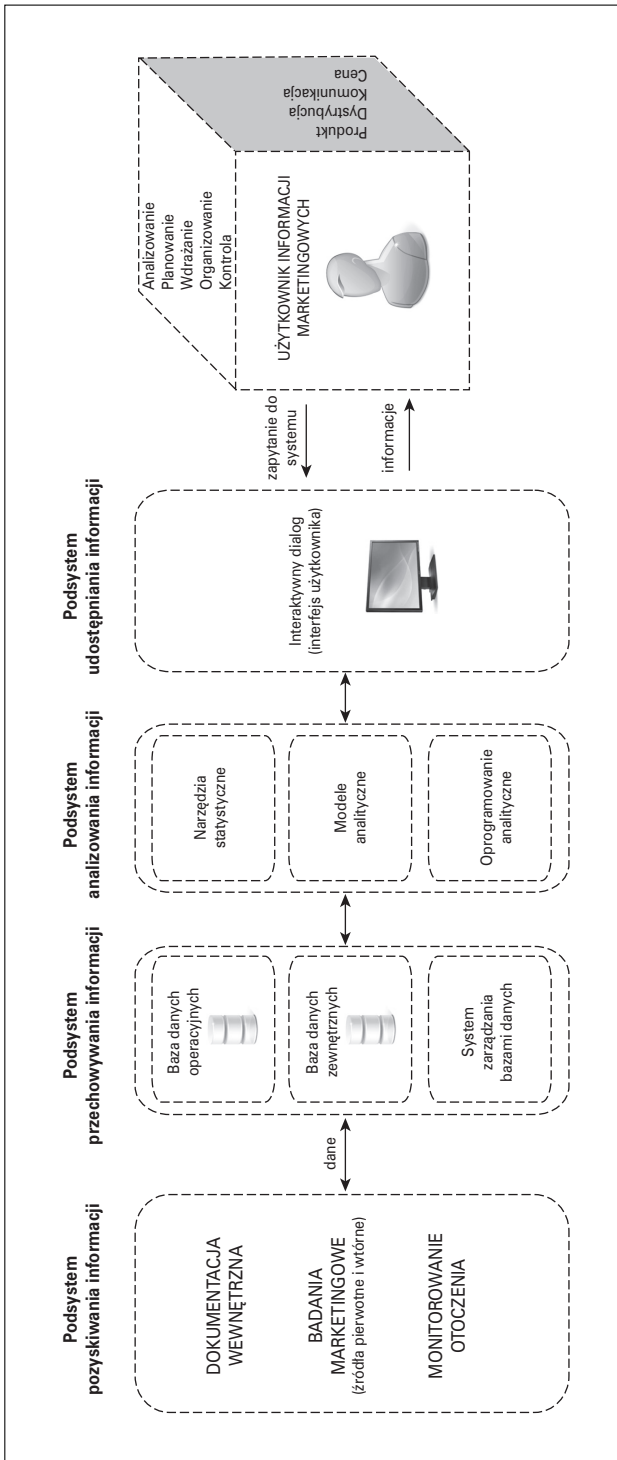 Podsystem
pozyskiwania informacji
DOKUMENTACJA
WEWNĘTRZNA
BADANIA
MARKETINGOWE
(źródła pierwotne i wtórne)
MONITOROWANIE
OTOCZENIA
dane
Podsystem
przechowywania informacji
Baza danych
operacyjnych
Baza danych
zewnętrznych
System
zarządzania
bazami danych
Podsystem
analizowania informacji
Narzędzia
statystyczne
Modele
analityczne
Oprogramowanie
analityczne
Podsystem
udostępniania informacji
Interaktywny dialog
(interfejs użytkownika)
zapytanie do
systemu
informacje
Analizowanie
Planowanie
Wdrażanie
Organizowanie
Kontrola
UŻYTKOWNIK INFORMACJI
MARKETINGOWYCH
Produkt
Dystrybucja
Komunikacja
Cena